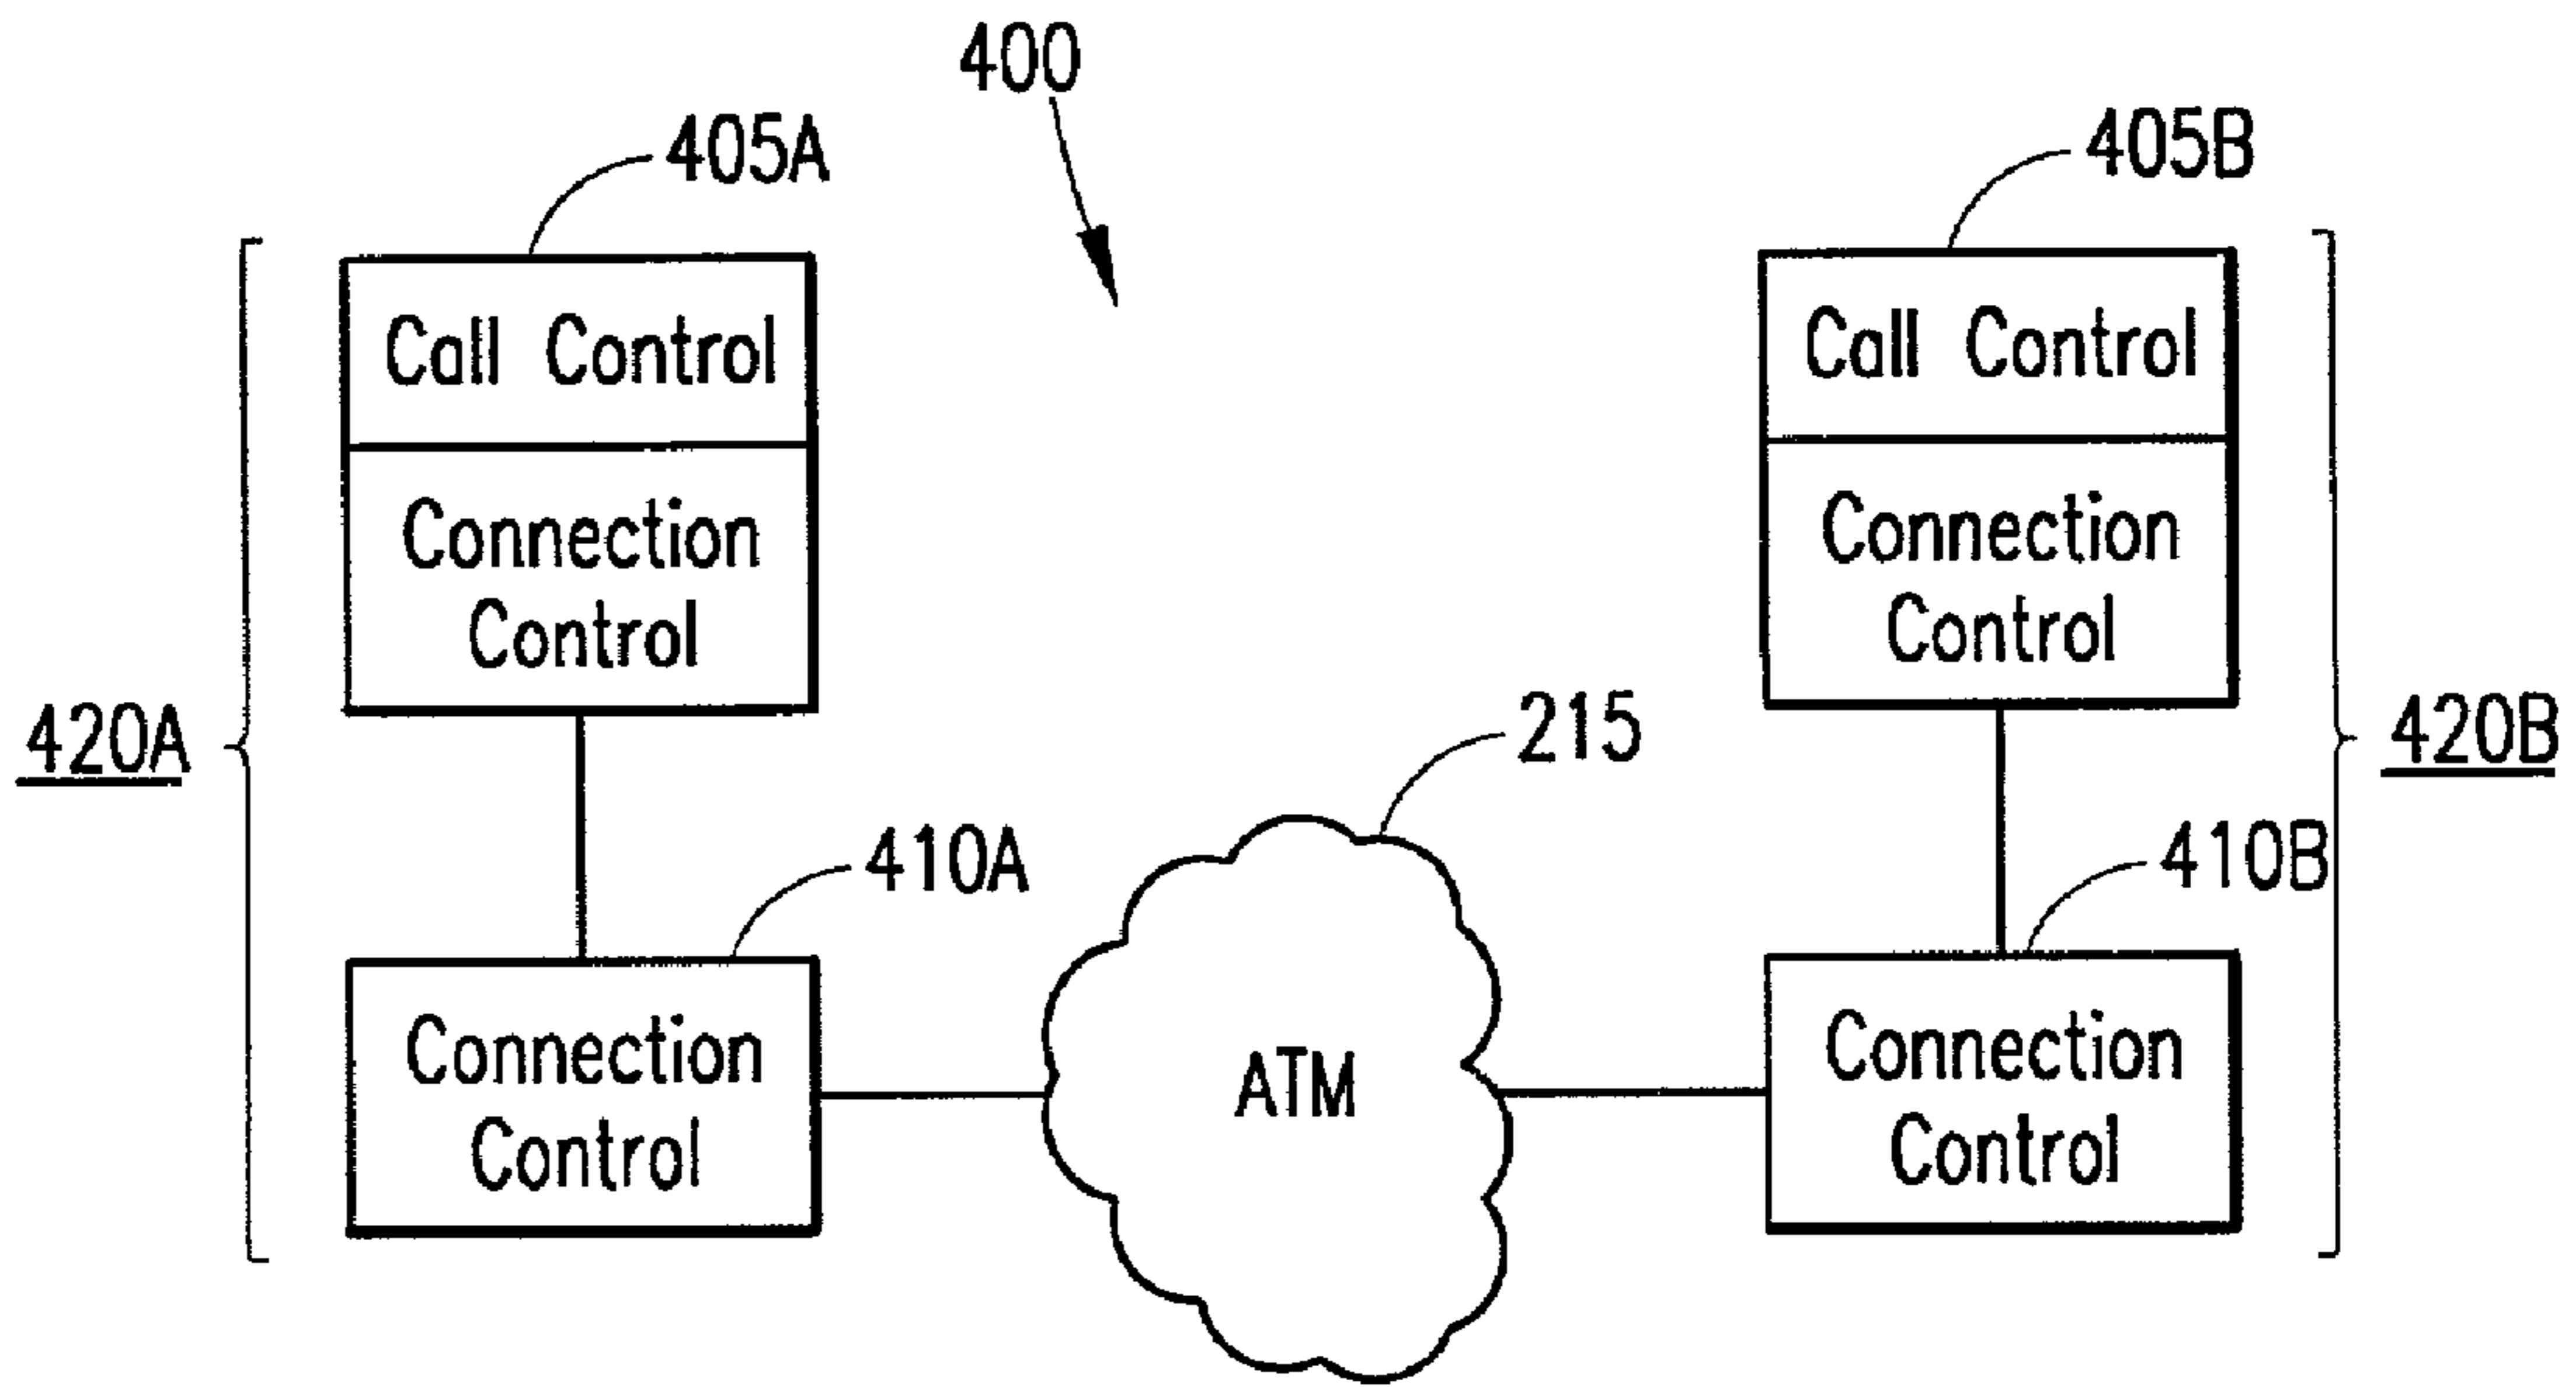 400
405A
405B
Call Control
Call Control
Connection
Control
Connection
Control
420A
215
420B
410A
410B
Connection
Control
ATM
Connection
Control